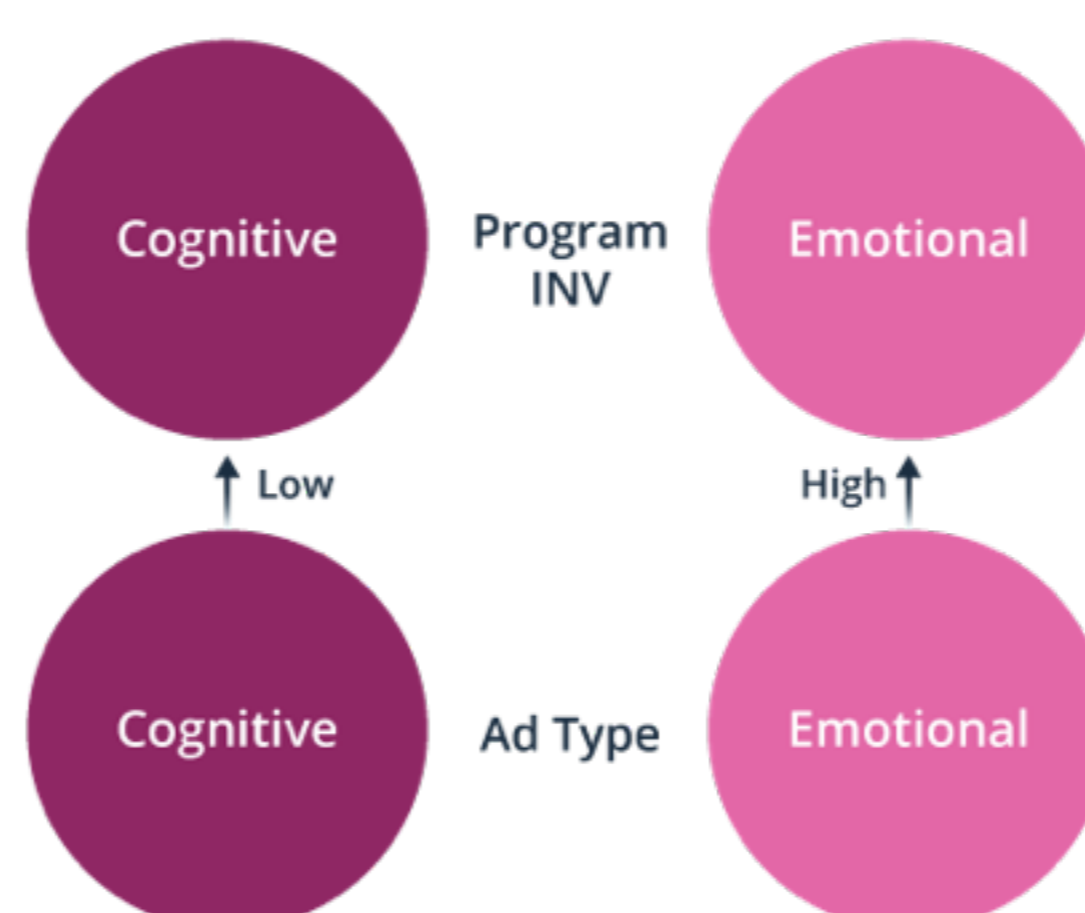 Cognitive
Program
INV
Emotional
Low
High
Cognitive
Ad Type
Emotional